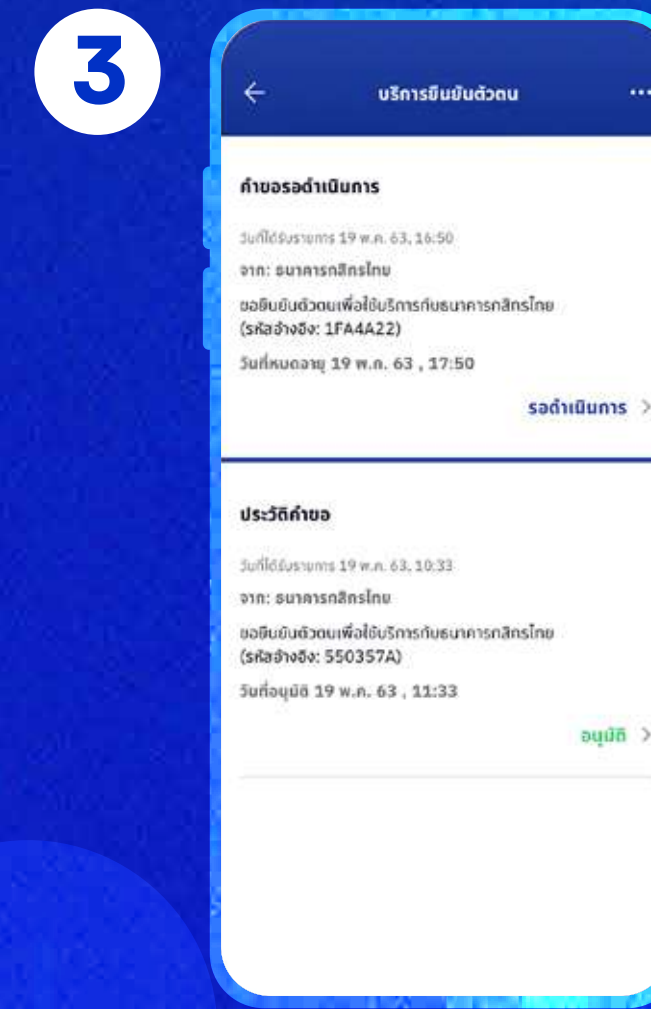 3
บริการยืนยันตัวตน
คำขอรอดำเนินการ
วันที่ได้รับรายการ 19 พ.ค. 63, 16:50
จาก: ธนาคารกสิกรไทย
ขอยืนยันตัวตนเพื่อใช้บริการกับธนาคารกสิกรไทย
(รหัสอ้างอิง: 1FA4A22)
วันที่หมดอายุ 19 พ.ค. 63 , 17:50
รอดำเนินการ
ประวัติคำขอ
วันที่ได้รับรายการ 19 พ.ค. 63, 10:33
จาก: ธนาคารกสิกรไทย
ขอยืนยันตัวตนเพื่อใช้บริการกับธนาคารกสิกรไทย
(รหัสอ้างอิง: 550357A)
วันที่อนุมัติ 19 พ.ค. 63 , 11:33
อนุมัติ